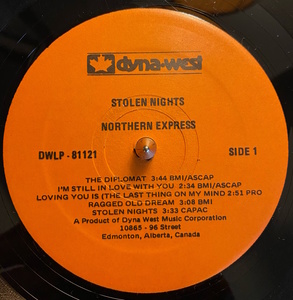 dyna-west
STOLEN NIGHTS
NORTHERN EXPRESS
DWLP - 81121 SIDE 1
THE DIPLOMAT 3:44 BMI/ASCAP
I'M STILL IN LOVE WITH YOU 2:34 BMI/ASCAP
LOVING YOU IS (THE LAST THING ON MY MIND 2:51 PRO
RAGGED OLD DREAM 3:08 BMI
STOLEN NIGHTS 3:33 CAPAC
A Product of Dyna West Music Corporation
10865 - 96 Street
Edmonton, Alberta, Canada